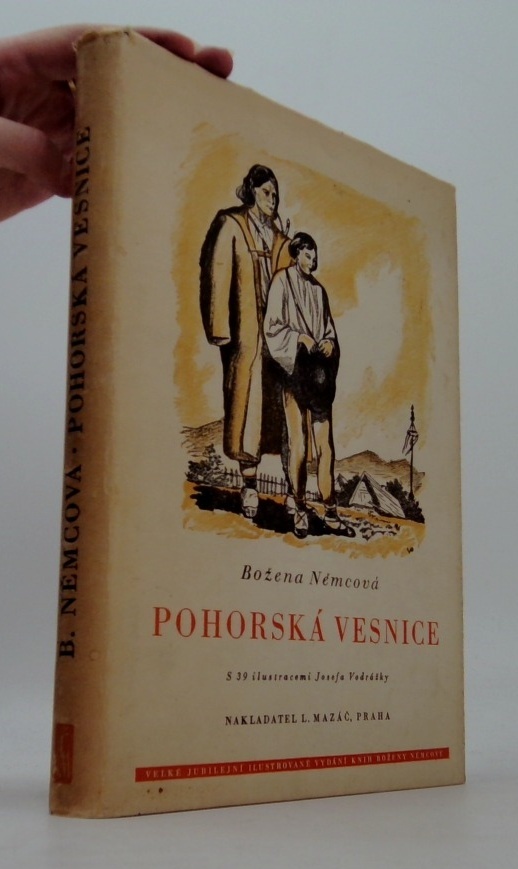 B. NĚMCOVÁ · POHORSKÁ VESNICE
Božena Němcová
POHORSKÁ VESNICE
S 39 ilustracemi Josefa Vodrážky
NAKLADATEL L. MAZÁČ, PRAHA
VELKÉ JUBILEJNÍ ILUSTROVANÉ VYDÁNÍ KNIH BOŽENY NĚMCOVÉ